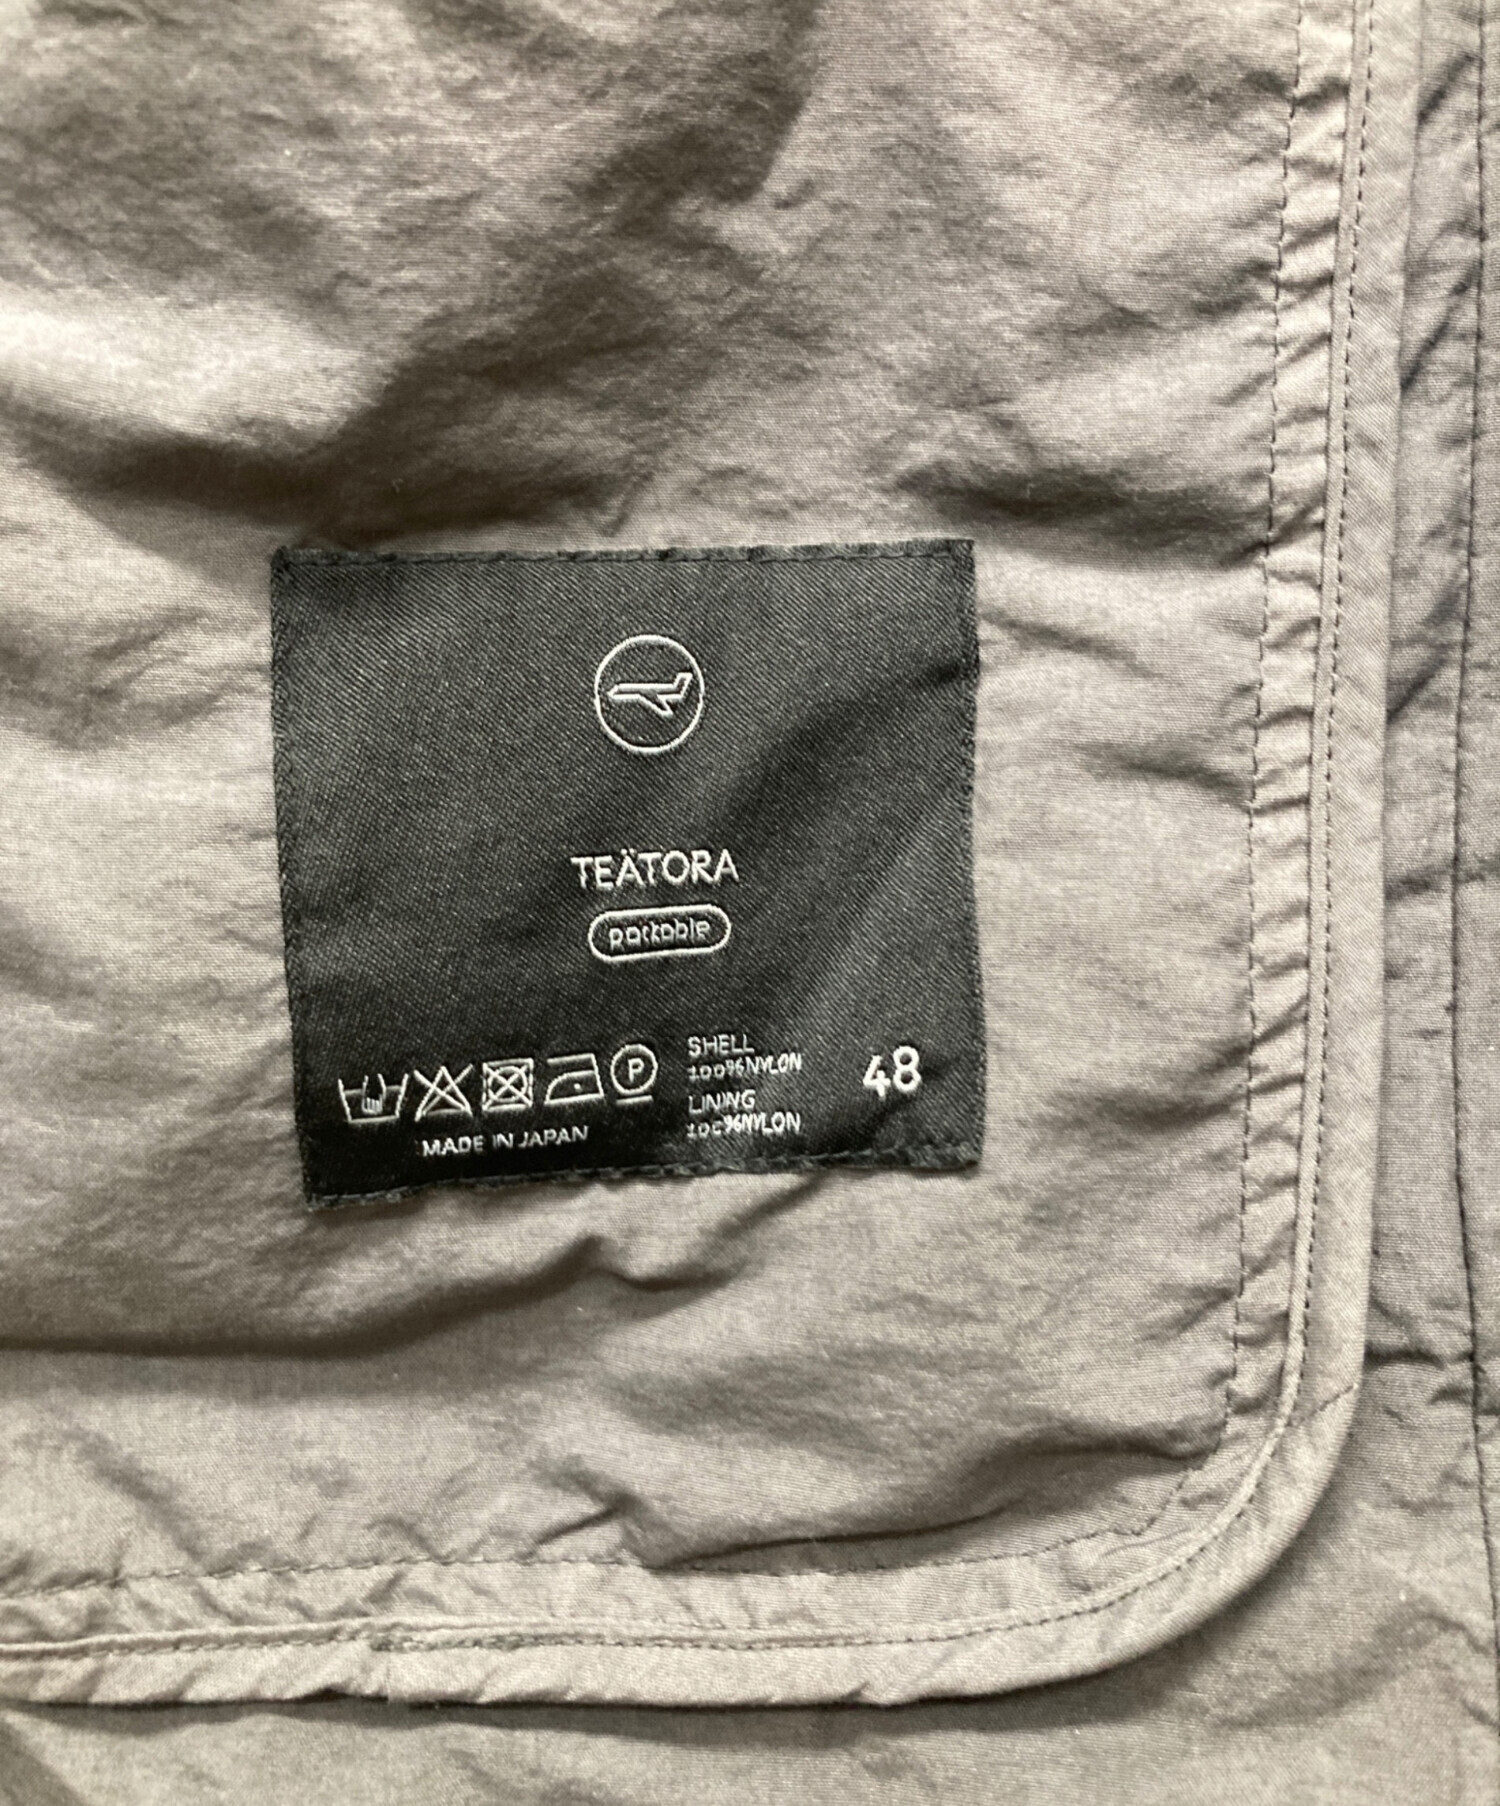 TEÄTORA
packable
P
SHELL
100%NYLON
LINING
100%NYLON
48
MADE IN JAPAN